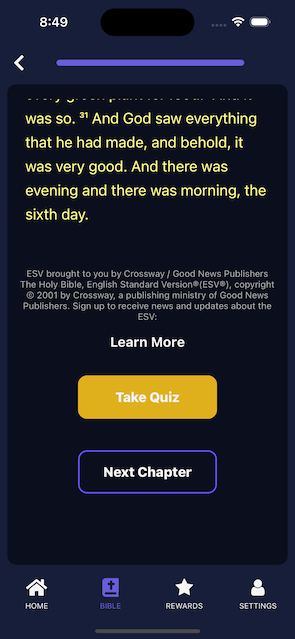 8:49
was so. ³¹ And God saw everything
that he had made, and behold, it
was very good. And there was
evening and there was morning, the
sixth day.
ESV brought to you by Crossway / Good News Publishers
The Holy Bible, English Standard Version®(ESV®), copyright
© 2001 by Crossway, a publishing ministry of Good News
Publishers. Sign up to receive news and updates about the
ESV:
Learn More
Take Quiz
Next Chapter
HOME BIBLE REWARDS SETTINGS